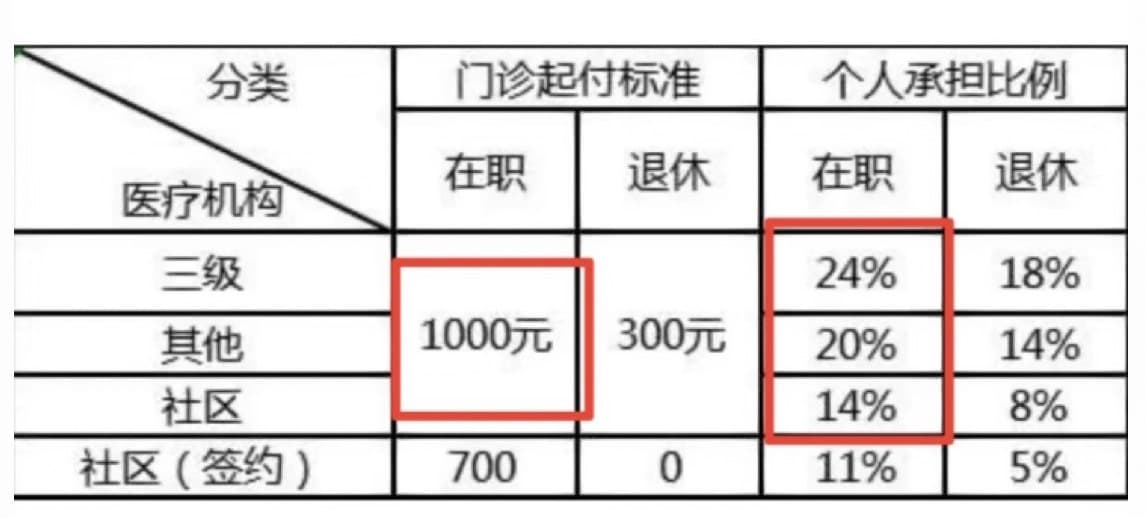 分类 门诊起付标准 个人承担比例
医疗机构 在职 退休 在职 退休
三级 24% 18%
1000元 300元
其他 20% 14%
社区 14% 8%
社区（签约） 700 0 11% 5%